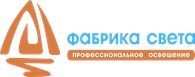 ФАБРИКА СВЕТА
профессиональное освещение